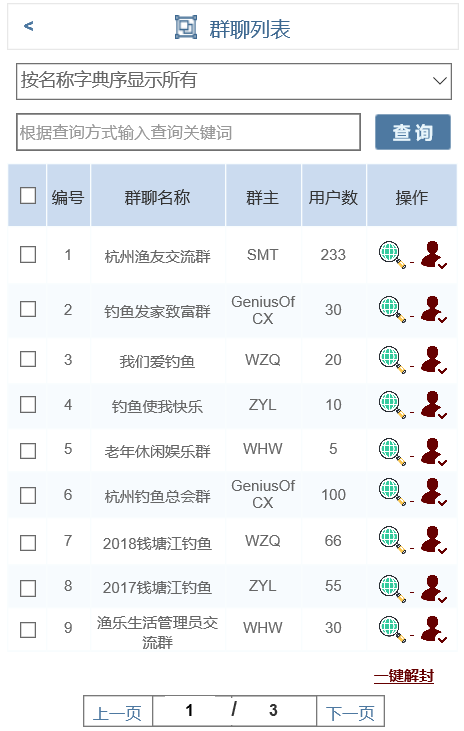 <
群聊列表
按名称字典序显示所有
根据查询方式输入查询关键词
查询
编号 群聊名称 群主 用户数 操作
1 杭州渔友交流群 SMT 233
2 钓鱼发家致富群 GeniusOf
CX 30
3 我们爱钓鱼 WZQ 20
4 钓鱼使我快乐 ZYL 10
5 老年休闲娱乐群 WHW 5
6 杭州钓鱼总会群 GeniusOf
CX 100
7 2018钱塘江钓鱼 WZQ 66
8 2017钱塘江钓鱼 ZYL 55
9 渔乐生活管理员交
流群 WHW 30
一键解封
上一页 1 / 3 下一页